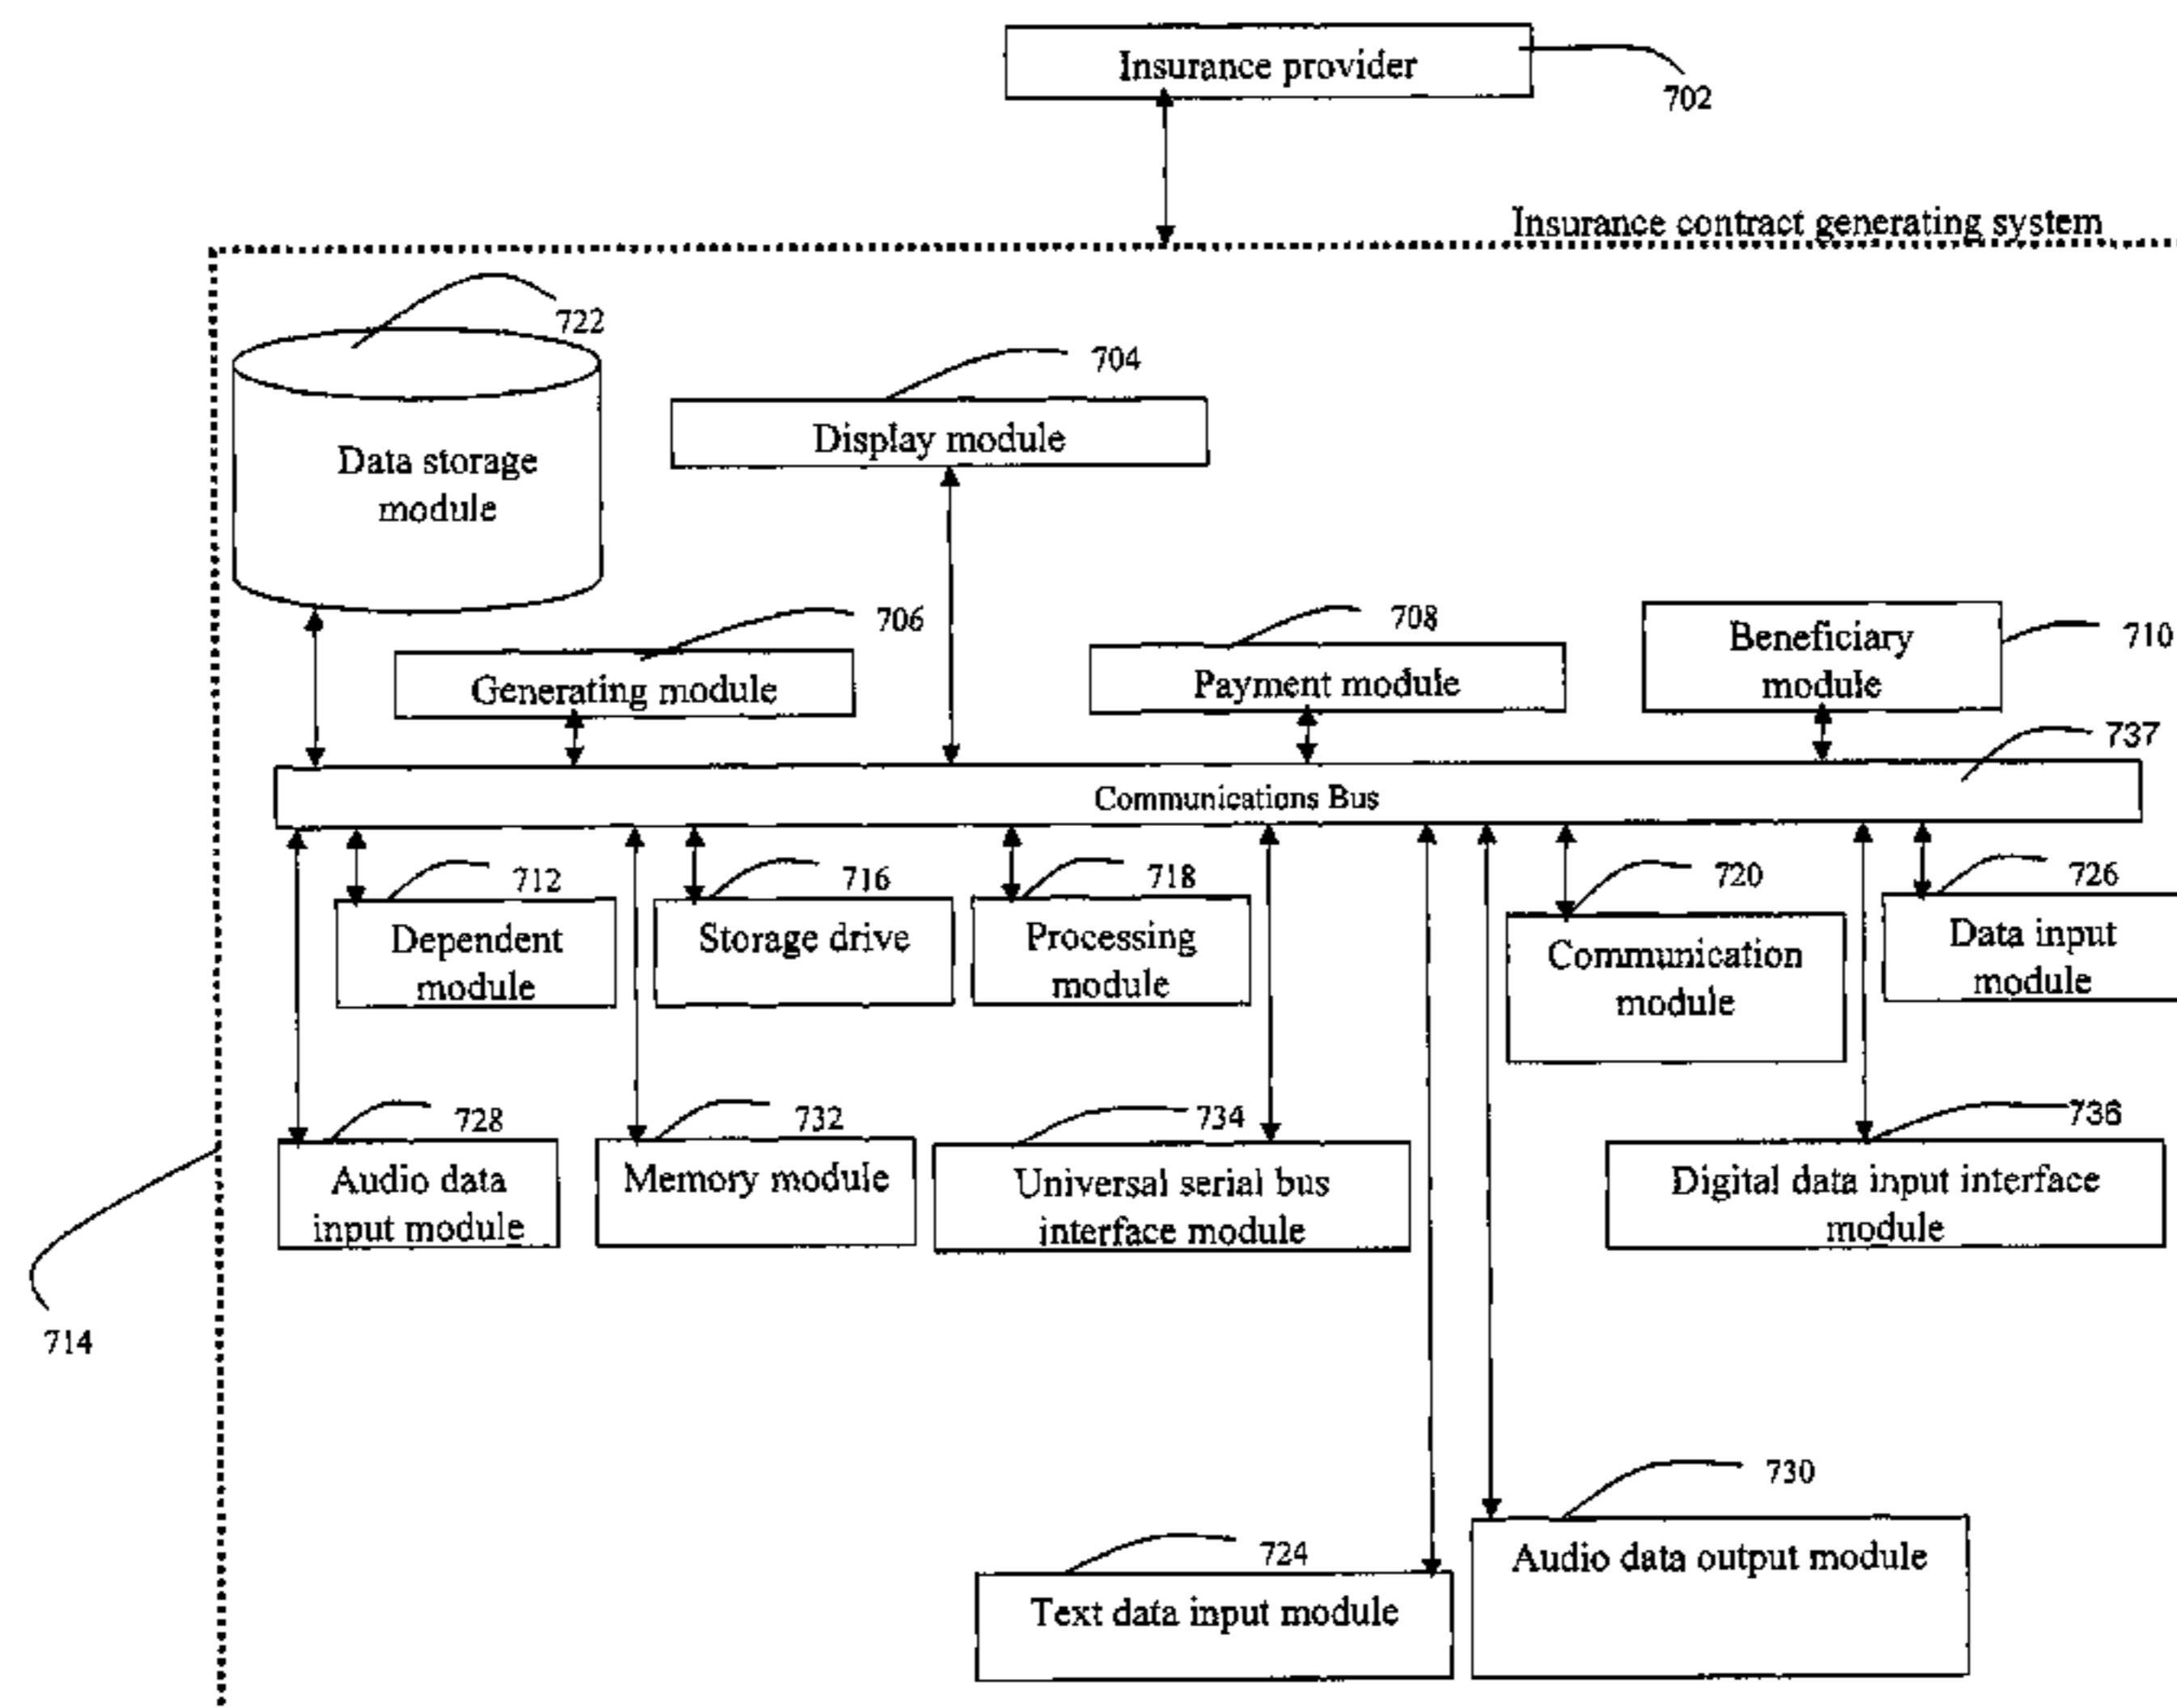 Insurance provider
702
Insurance contract generating system
722
704
Display module
Data storage
module
706
708
710
Generating module
Payment module
Beneficiary
module
737
Communications Bus
712
716
718
720
726
Dependent
module
Storage drive
Processing
module
Communication
module
Data input
module
728
732
734
736
Audio data
input module
Memory module
Universal serial bus
interface module
Digital data input interface
module
714
730
724
Audio data output module
Text data input module